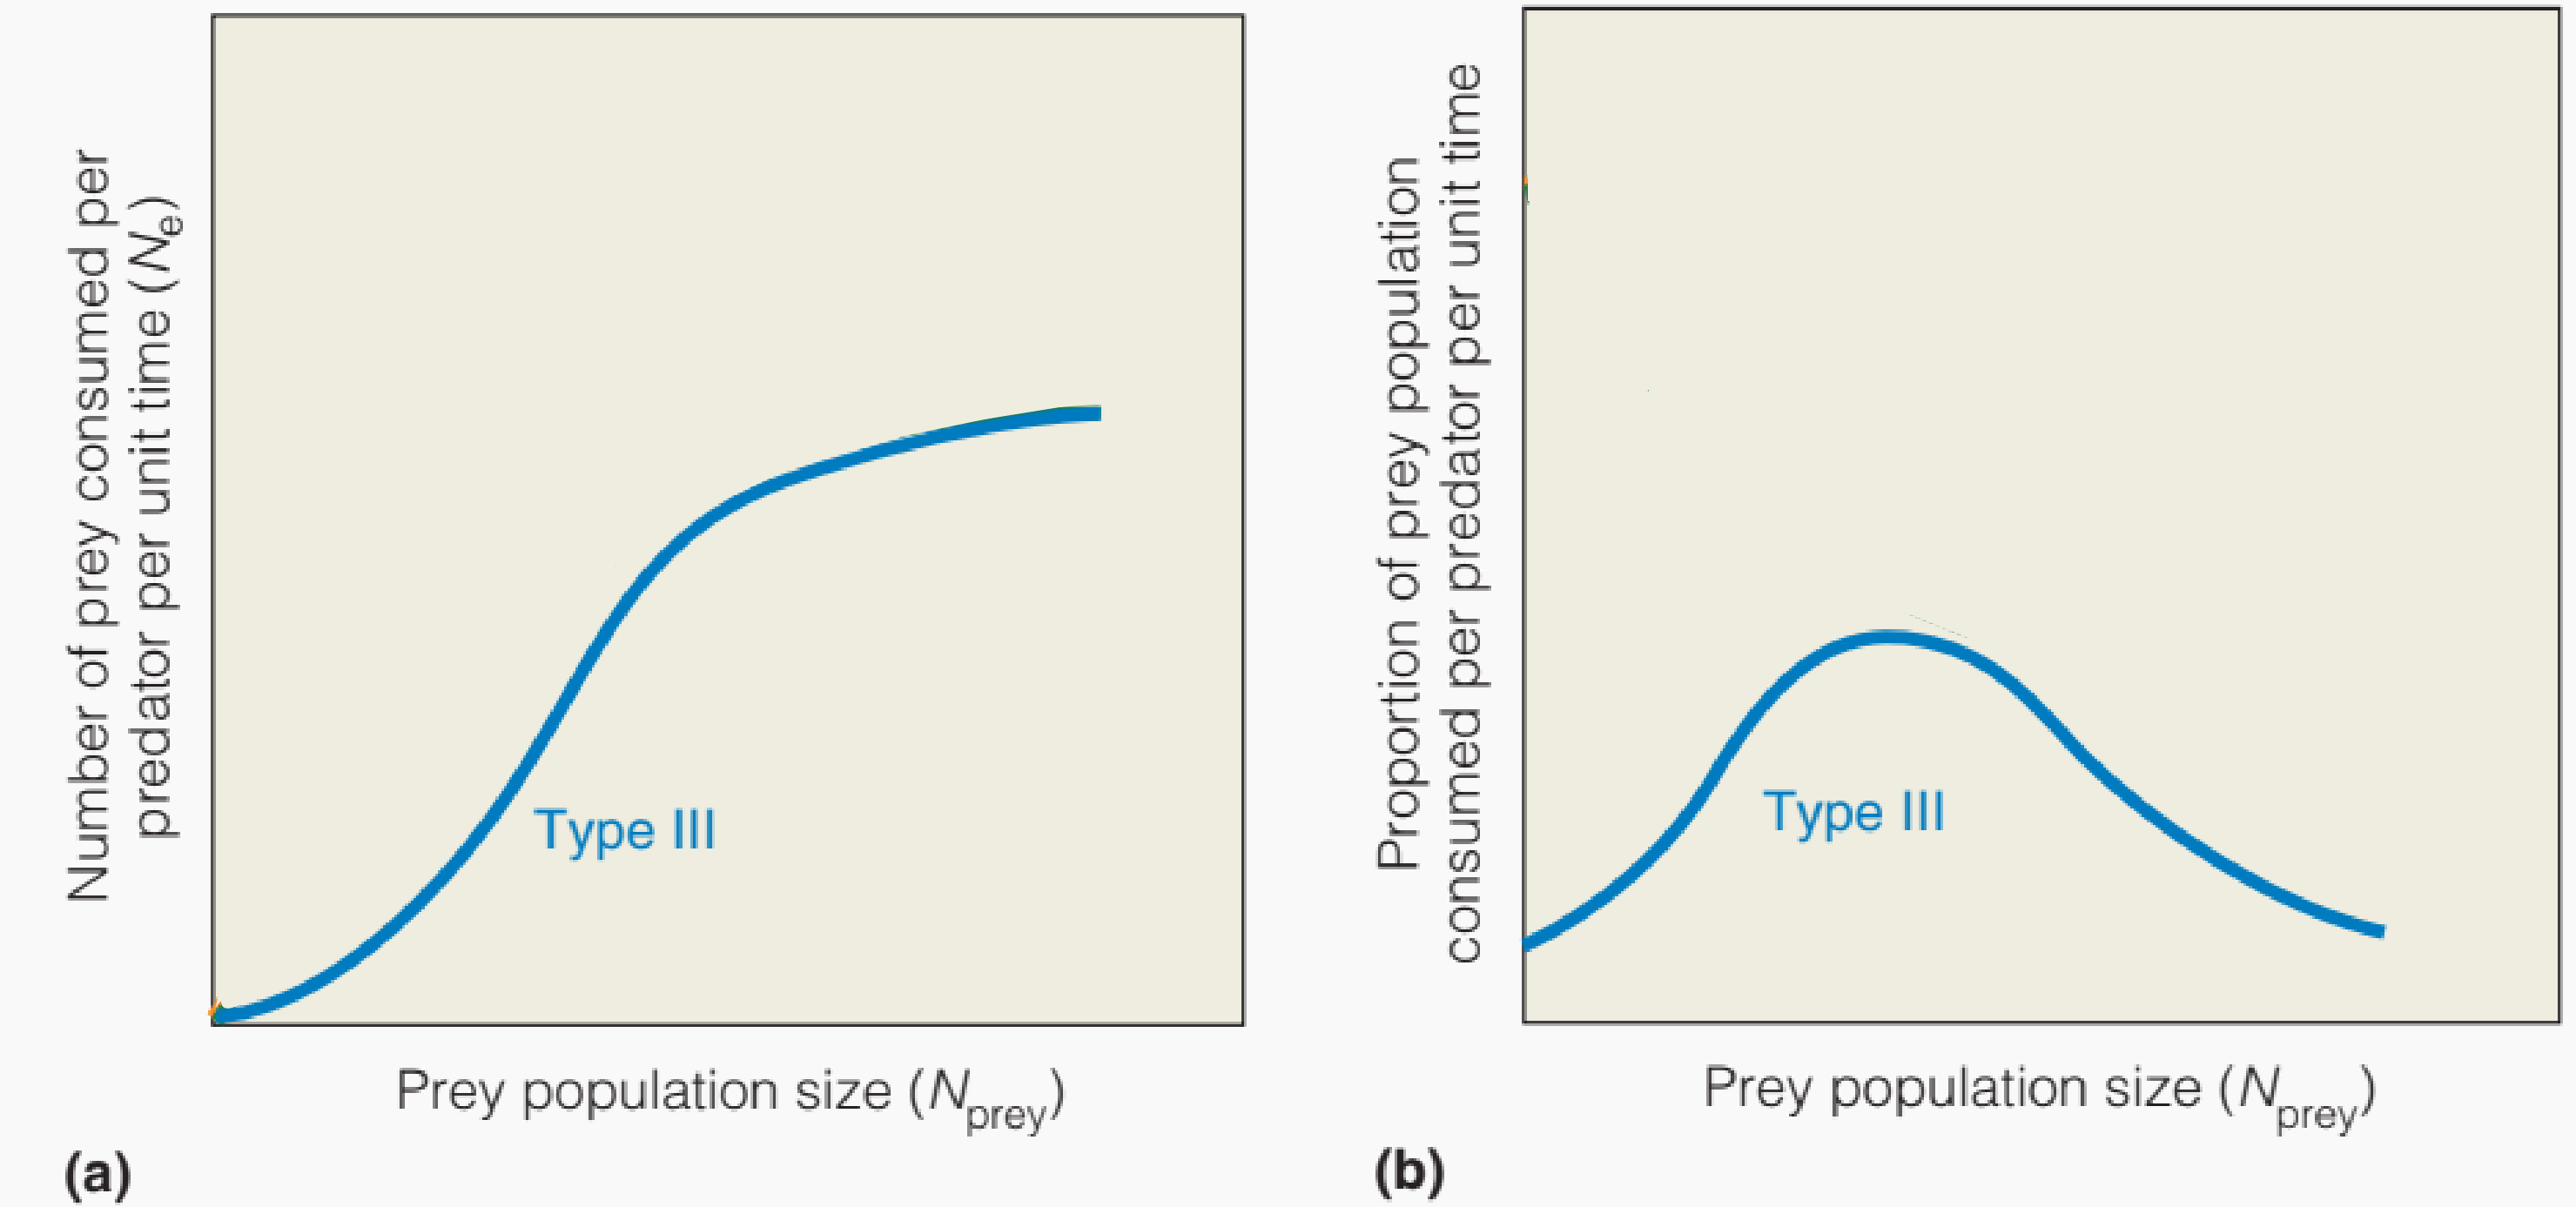 Number of prey consumed per
predator per unit time (Ne)
Type III
Prey population size (Nprey)
(a)
Proportion of prey population
consumed per predator per unit time
Type III
Prey population size (Nprey)
(b)